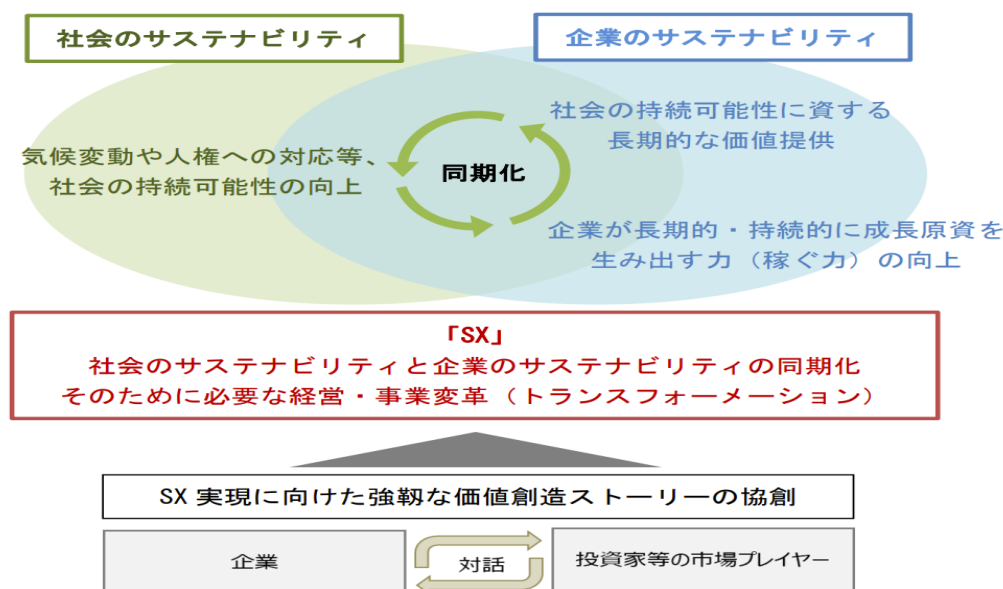 社会のサステナビリティ
企業のサステナビリティ
気候変動や人権への対応等、
社会の持続可能性の向上
同期化
社会の持続可能性に資する
長期的な価値提供
企業が長期的・持続的に成長原資を
生み出す力（稼ぐ力）の向上
「SX」
社会のサステナビリティと企業のサステナビリティの同期化
そのために必要な経営・事業変革（トランスフォーメーション）
SX 実現に向けた強靱な価値創造ストーリーの協創
企業
対話
投資家等の市場プレイヤー